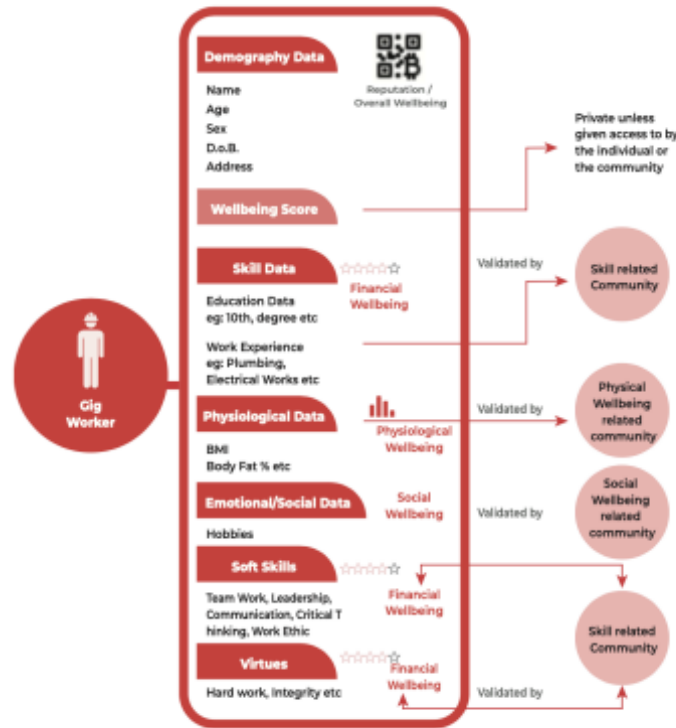 Demography Data
Reputation /
Overall Wellbeing
Name
Age
Sex
D.o.B.
Address
Private unless
given access to by
the individual or
the community
Wellbeing Score
Skill Data
Financial
Wellbeing
Validated by
Skill related
Community
Education Data
eg: 10th, degree etc
Work Experience
eg: Plumbing,
Electrical Works etc
Gig
Worker
Physiological Data
Physiological
Wellbeing
Validated by
Physical
Wellbeing
related
community
BMI
Body Fat % etc
Emotional/Social Data
Social
Wellbeing
Validated by
Social
Wellbeing
related
community
Hobbies
Soft Skills
Financial
Wellbeing
Team Work, Leadership,
Communication, Critical T
hinking, Work Ethic
Skill related
Community
Virtues
Financial
Wellbeing
Validated by
Hard work, Integrity etc